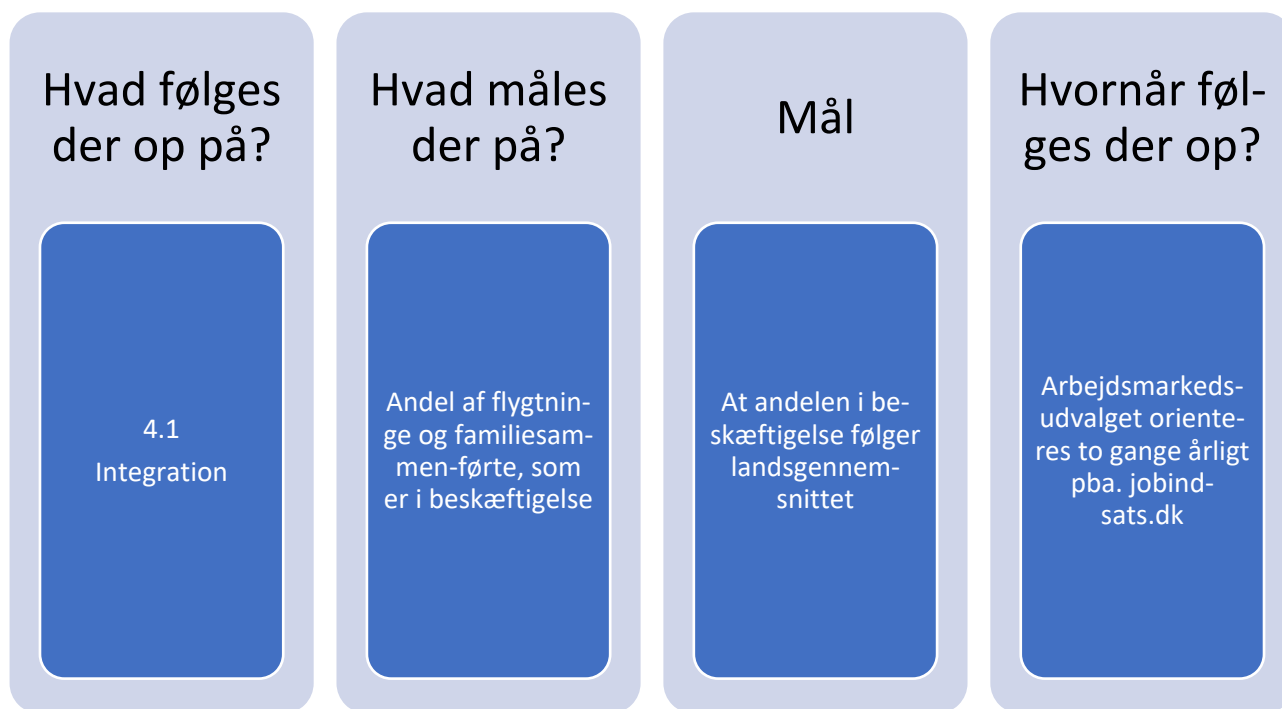 Hvad følges
der op på?
4.1
Integration
Hvad måles
der på?
Andel af flygtnin-
ge og familiesam-
men-førte, som
er i beskæftigelse
Mål
At andelen i be-
skæftigelse følger
landsgennem-
snittet
Hvornår føl-
ges der op?
Arbejdsmarkeds-
udvalget oriente-
res to gange årligt
pba. jobind-
sats.dk